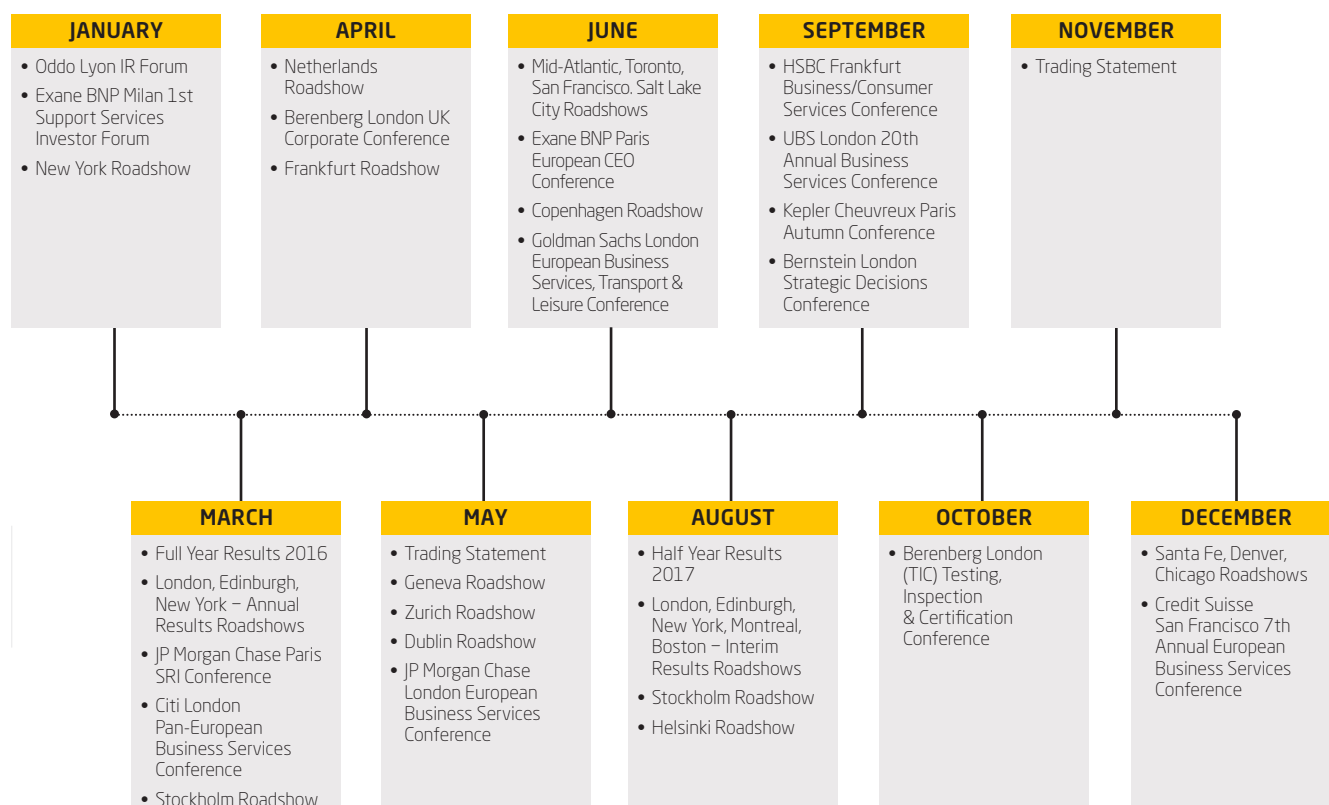 JANUARY
• Oddo Lyon IR Forum
• Exane BNP Milan 1st
Support Services
Investor Forum
• New York Roadshow
APRIL
• Netherlands
Roadshow
• Berenberg London UK
Corporate Conference
• Frankfurt Roadshow
JUNE
• Mid-Atlantic, Toronto,
San Francisco. Salt Lake
City Roadshows
• Exane BNP Paris
European CEO
Conference
• Copenhagen Roadshow
• Goldman Sachs London
European Business
Services, Transport &
Leisure Conference
SEPTEMBER
• HSBC Frankfurt
Business/Consumer
Services Conference
• UBS London 20th
Annual Business
Services Conference
• Kepler Cheuvreux Paris
Autumn Conference
• Bernstein London
Strategic Decisions
Conference
NOVEMBER
• Trading Statement
MARCH
• Full Year Results 2016
• London, Edinburgh,
New York – Annual
Results Roadshows
• JP Morgan Chase Paris
SRI Conference
• Citi London
Pan-European
Business Services
Conference
• Stockholm Roadshow
MAY
• Trading Statement
• Geneva Roadshow
• Zurich Roadshow
• Dublin Roadshow
• JP Morgan Chase
London European
Business Services
Conference
AUGUST
• Half Year Results
2017
• London, Edinburgh,
New York, Montreal,
Boston – Interim
Results Roadshows
• Stockholm Roadshow
• Helsinki Roadshow
OCTOBER
• Berenberg London
(TIC) Testing,
Inspection
& Certification
Conference
DECEMBER
• Santa Fe, Denver,
Chicago Roadshows
• Credit Suisse
San Francisco 7th
Annual European
Business Services
Conference